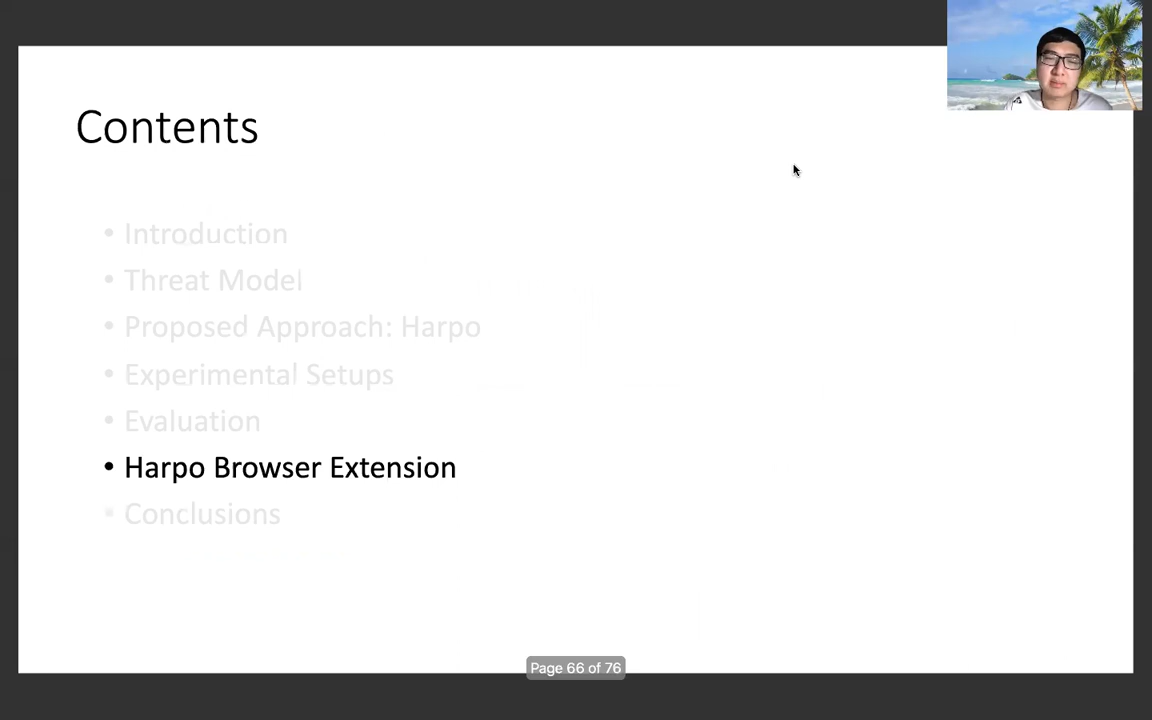 Contents
• Introduction
• Threat Model
• Proposed Approach: Harpo
• Experimental Setups
• Evaluation
• Harpo Browser Extension
• Conclusions
Page 66 of 76